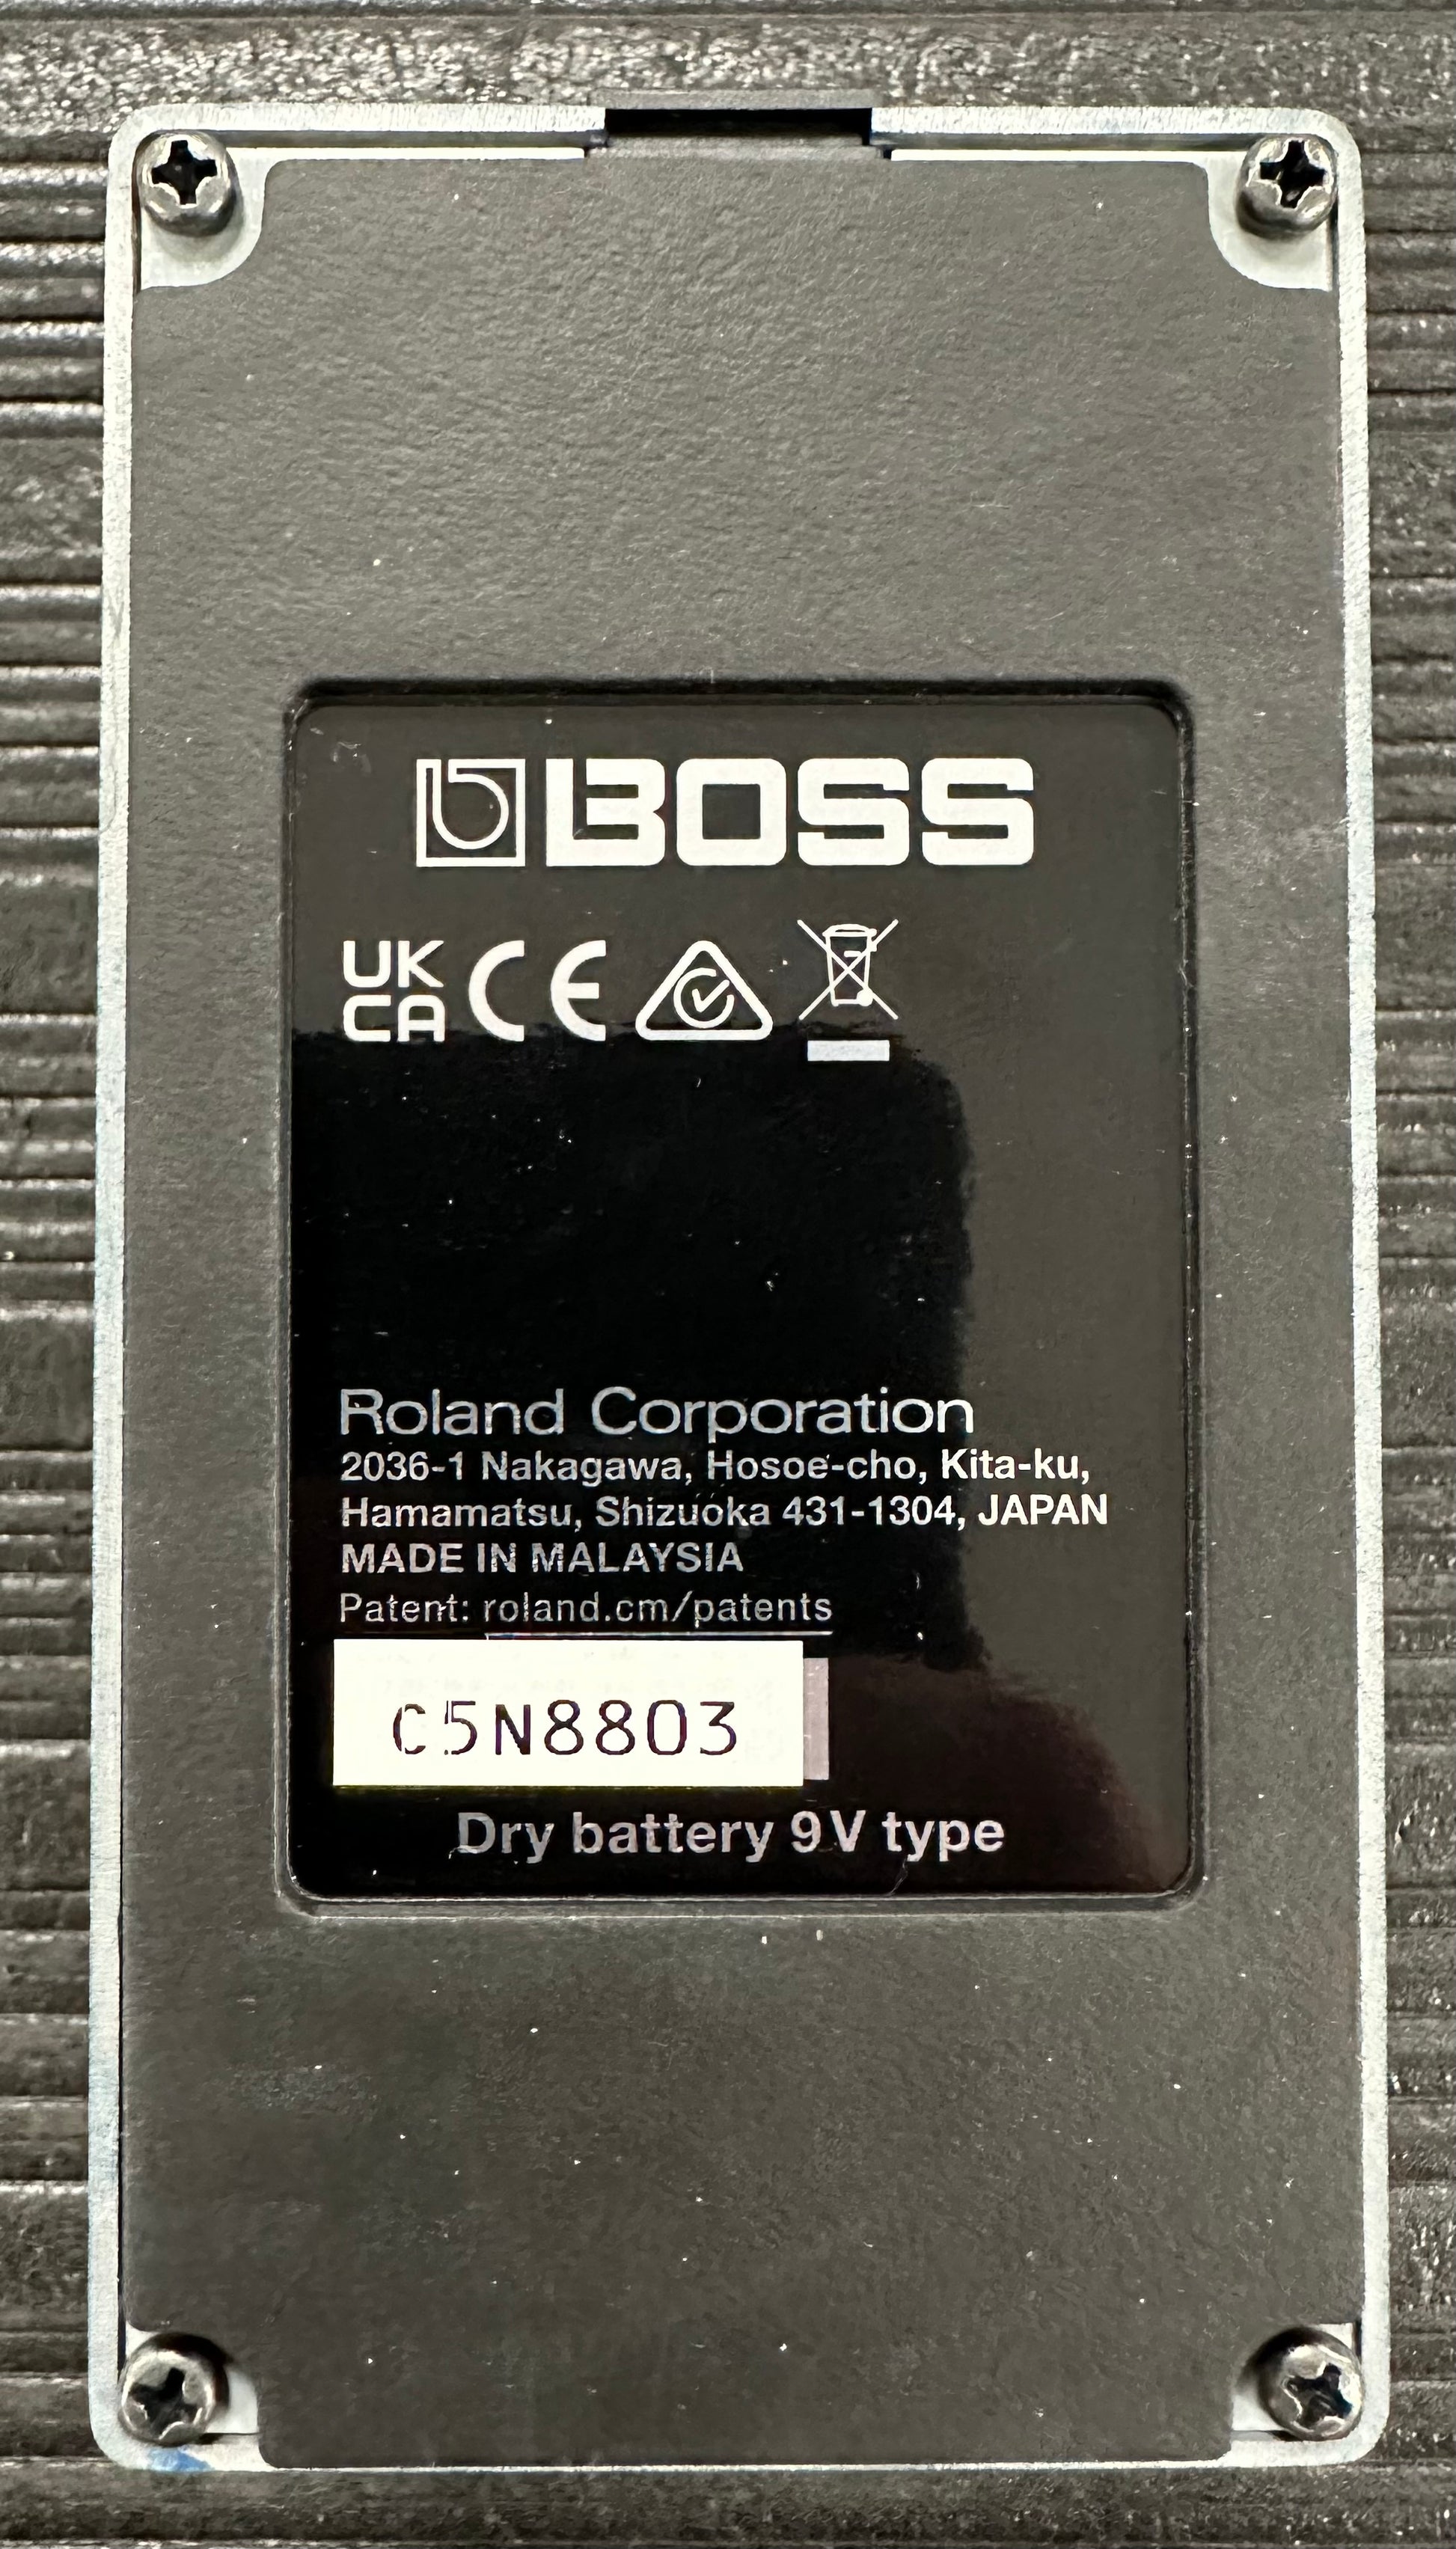 BOSS
UK
CA CE
Roland Corporation
2036-1 Nakagawa, Hosoe-cho, Kita-ku,
Hamamatsu, Shizuoka 431-1304, JAPAN
MADE IN MALAYSIA
Patent: roland.cm/patents
C5N8803
Dry battery 9V type